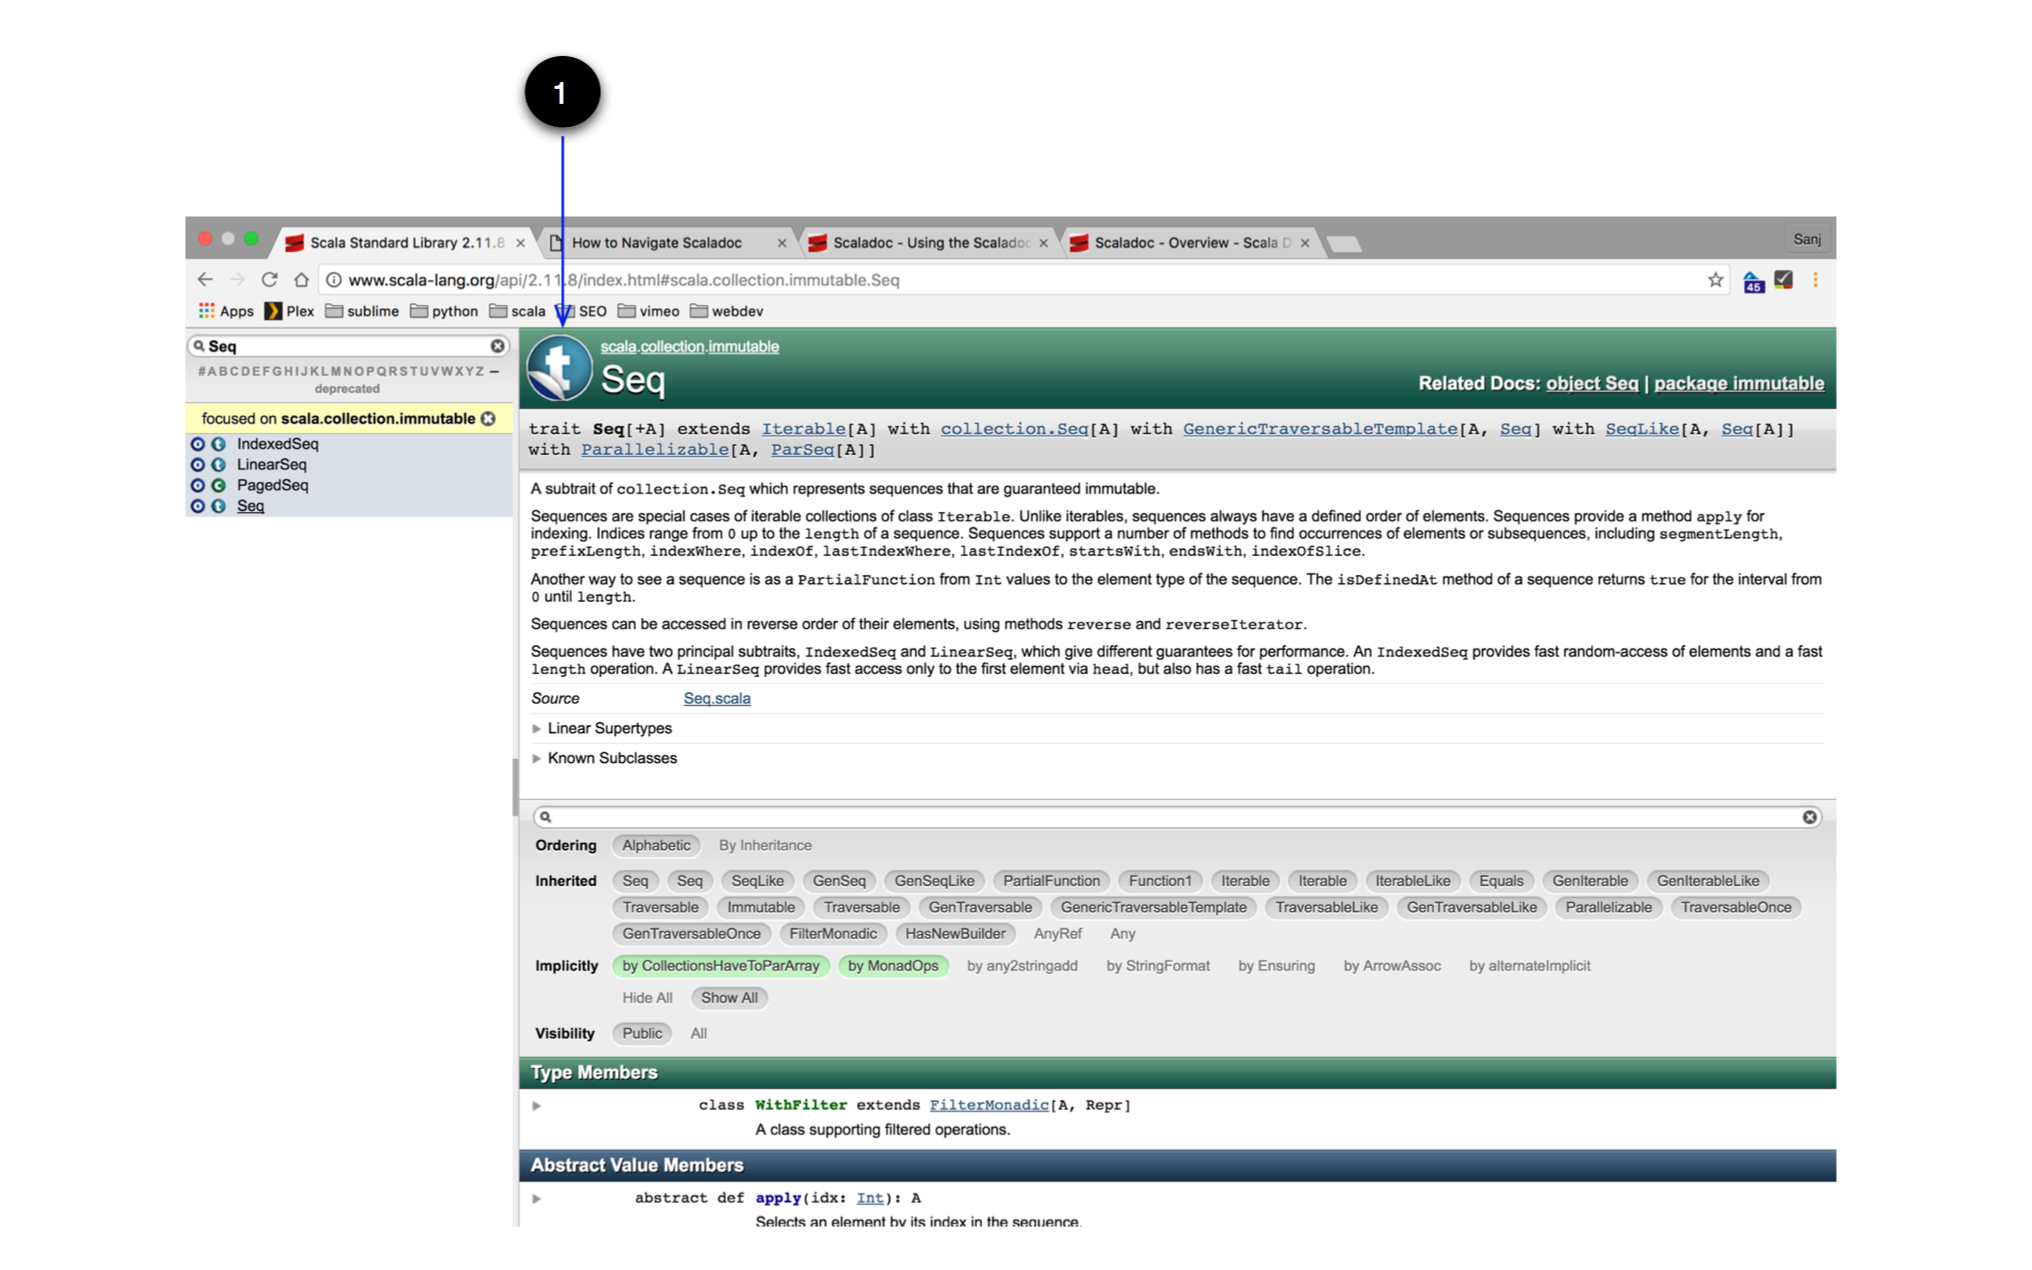 1
Scala Standard Library 2.11.8
How to Navigate Scaladoc
Scaladoc - Using the Scaladoc
Scaladoc - Overview - Scala D
Sanj
www.scala-lang.org/api/2.11.8/index.html#scala.collection.immutable.Seq
45
Apps Plex sublime python scala SEO vimeo webdev
Seq
#ABCDEFGHIJKLMNOPQRSTUVWXYZ –
deprecated
focused on scala.collection.immutable
IndexedSeq
LinearSeq
PagedSeq
Seq
t
scala.collection.immutable
Seq
Related Docs: object Seq | package immutable
trait Seq[+A] extends Iterable[A] with collection.Seq[A] with GenericTraversableTemplate[A, Seq] with SeqLike[A, Seq[A]]
with Parallelizable[A, ParSeq[A]]
A subtrait of collection.Seq which represents sequences that are guaranteed immutable.
Sequences are special cases of iterable collections of class Iterable. Unlike iterables, sequences always have a defined order of elements. Sequences provide a method apply for
indexing. Indices range from 0 up to the length of a sequence. Sequences support a number of methods to find occurrences of elements or subsequences, including segmentLength,
prefixLength, indexWhere, indexOf, lastIndexWhere, lastIndexOf, startsWith, endsWith, indexOfSlice.
Another way to see a sequence is as a PartialFunction from Int values to the element type of the sequence. The isDefinedAt method of a sequence returns true for the interval from
0 until length.
Sequences can be accessed in reverse order of their elements, using methods reverse and reverseIterator.
Sequences have two principal subtraits, IndexedSeq and LinearSeq, which give different guarantees for performance. An IndexedSeq provides fast random-access of elements and a fast
length operation. A LinearSeq provides fast access only to the first element via head, but also has a fast tail operation.
Source Seq.scala
Linear Supertypes
Known Subclasses
Ordering Alphabetic By Inheritance
Inherited Seq Seq SeqLike GenSeq GenSeqLike PartialFunction Function1 Iterable Iterable IterableLike Equals GenIterable GenIterableLike
Traversable Immutable Traversable GenTraversable GenericTraversableTemplate TraversableLike GenTraversableLike Parallelizable TraversableOnce
GenTraversableOnce FilterMonadic HasNewBuilder AnyRef Any
Implicitly by CollectionsHaveToParArray by MonadOps by any2stringadd by StringFormat by Ensuring by ArrowAssoc by alternateImplicit
Hide All Show All
Visibility Public All
Type Members
class WithFilter extends FilterMonadic[A, Repr]
A class supporting filtered operations.
Abstract Value Members
abstract def apply(idx: Int): A
Selects an element by its index in the sequence.